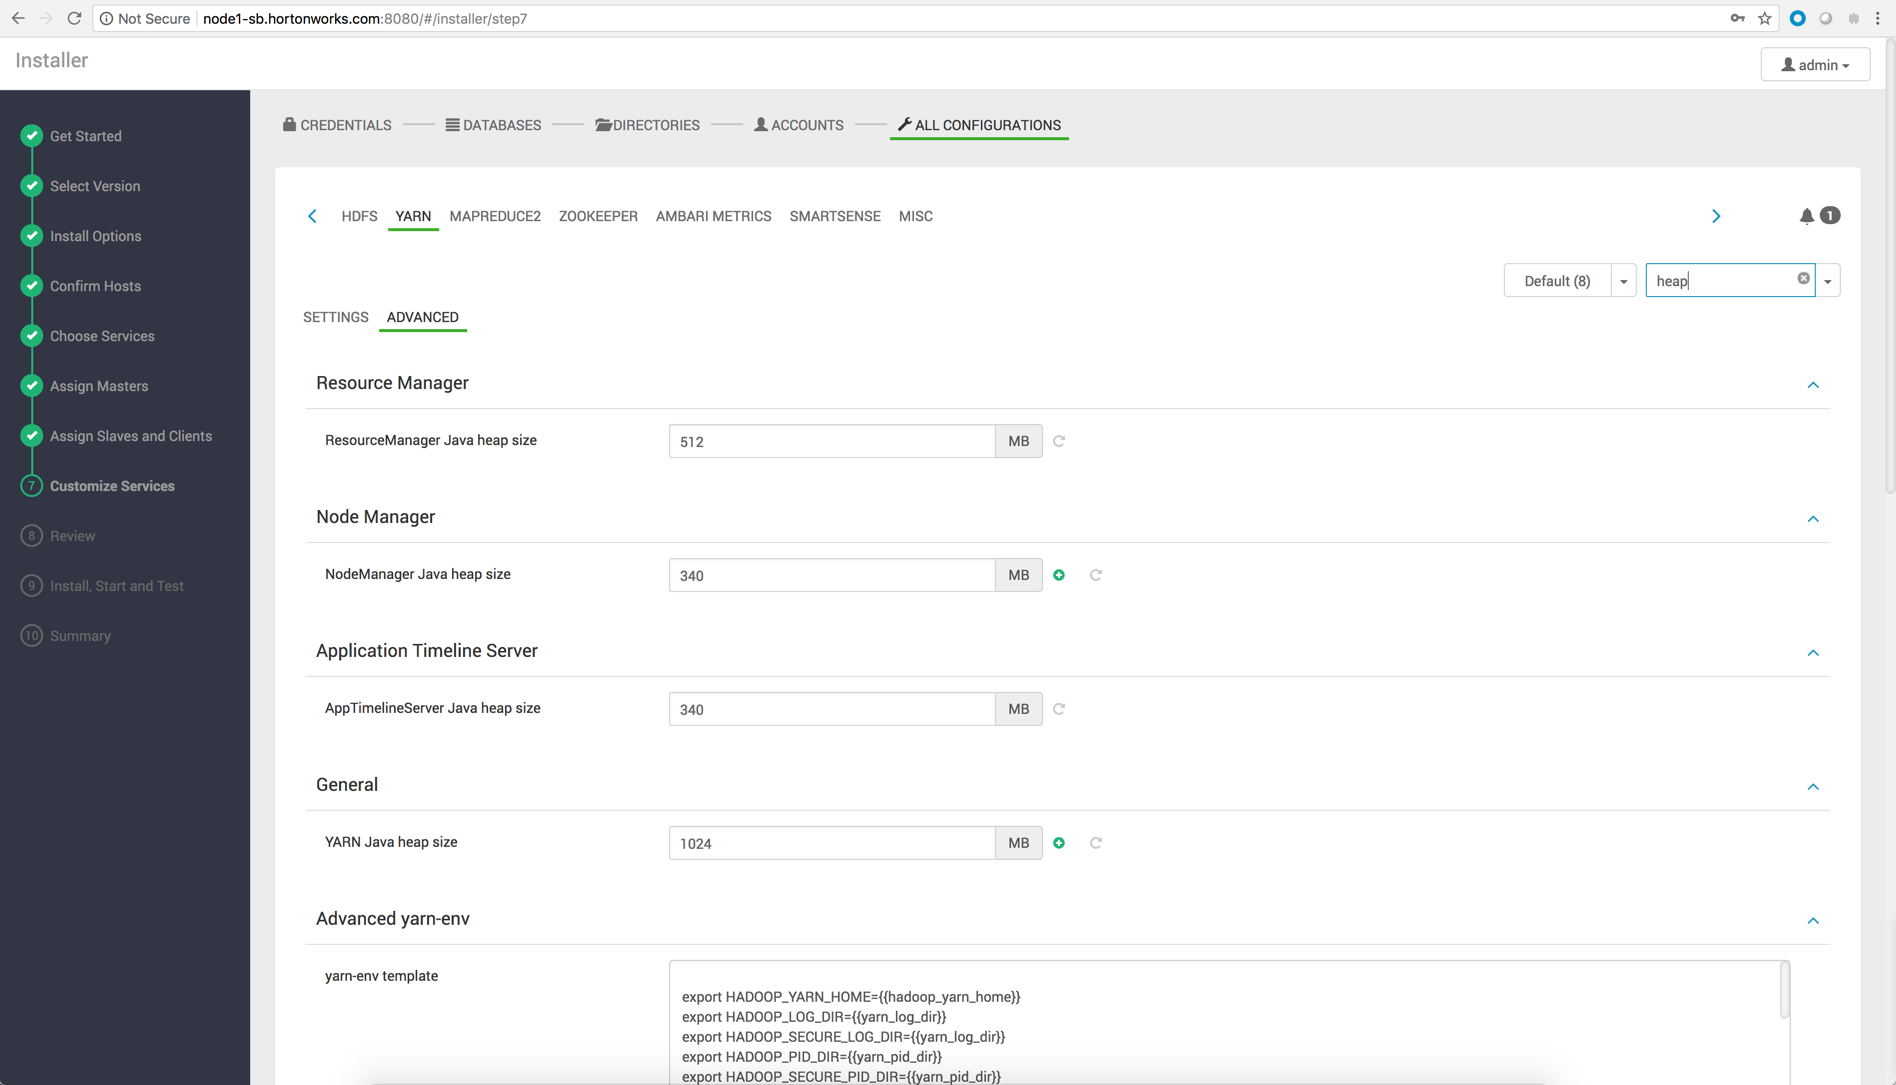 Not Secure node1-sb.hortonworks.com:8080/#/installer/step7
Installer
admin
Get Started
Select Version
Install Options
Confirm Hosts
Choose Services
Assign Masters
Assign Slaves and Clients
7 Customize Services
8 Review
9 Install, Start and Test
10 Summary
CREDENTIALS DATABASES DIRECTORIES ACCOUNTS ALL CONFIGURATIONS
HDFS YARN MAPREDUCE2 ZOOKEEPER AMBARI METRICS SMARTSENSE MISC 1
Default (8) heap
SETTINGS ADVANCED
Resource Manager
ResourceManager Java heap size 512 MB
Node Manager
NodeManager Java heap size 340 MB
Application Timeline Server
AppTimelineServer Java heap size 340 MB
General
YARN Java heap size 1024 MB
Advanced yarn-env
yarn-env template
export HADOOP_YARN_HOME={{hadoop_yarn_home}}
export HADOOP_LOG_DIR={{yarn_log_dir}}
export HADOOP_SECURE_LOG_DIR={{yarn_log_dir}}
export HADOOP_PID_DIR={{yarn_pid_dir}}
export HADOOP_SECURE_PID_DIR={{yarn_pid_dir}}